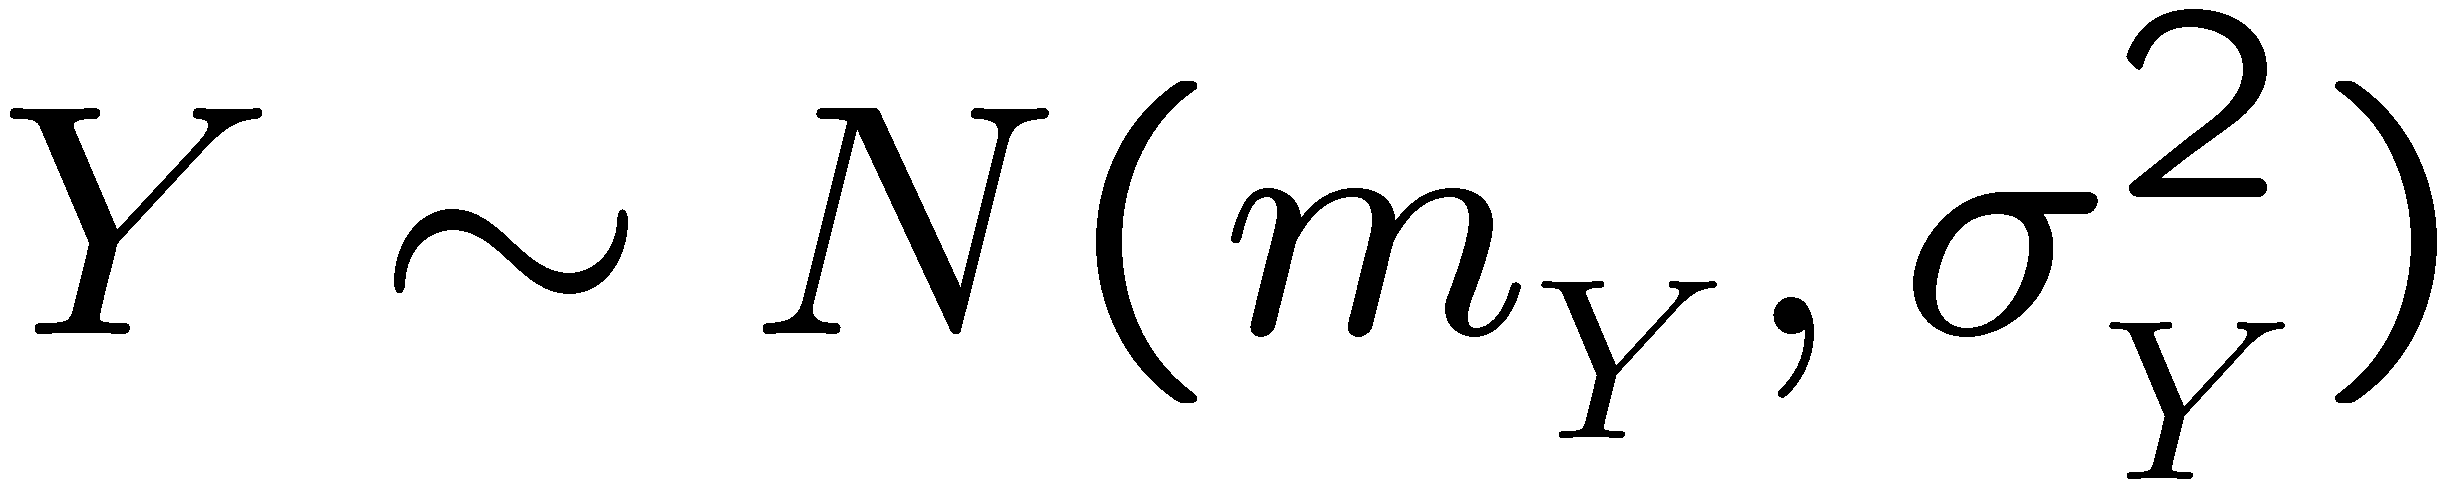 Y ∼ N(m_Y, σ_Y^2)